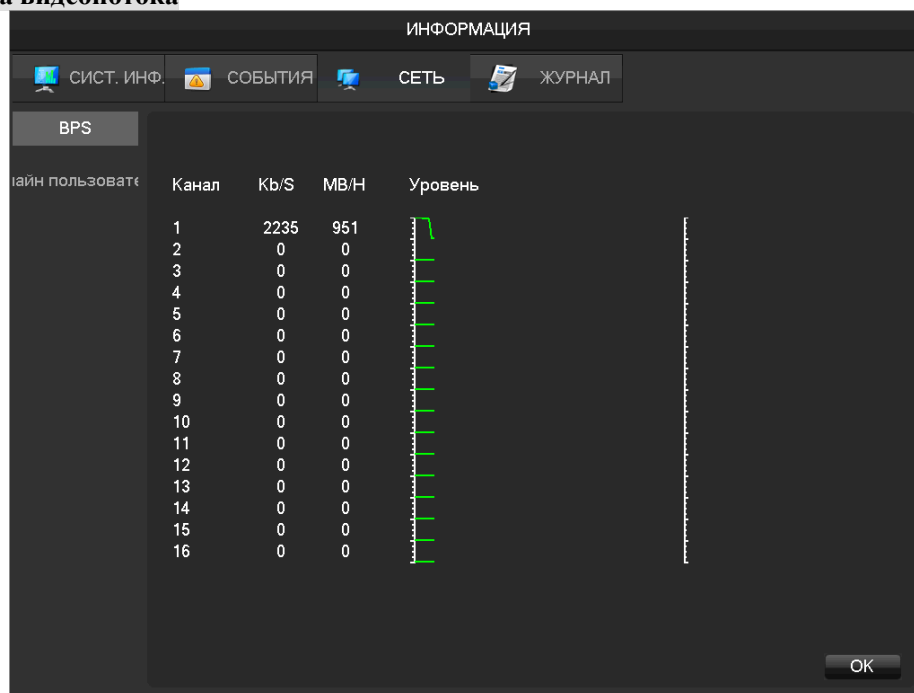 а видеопотока
ИНФОРМАЦИЯ
СИСТ. ИНФ. СОБЫТИЯ СЕТЬ ЖУРНАЛ
BPS
лайн пользовате
Канал Kb/S MB/H Уровень
1 2235 951
2 0 0
3 0 0
4 0 0
5 0 0
6 0 0
7 0 0
8 0 0
9 0 0
10 0 0
11 0 0
12 0 0
13 0 0
14 0 0
15 0 0
16 0 0
OK